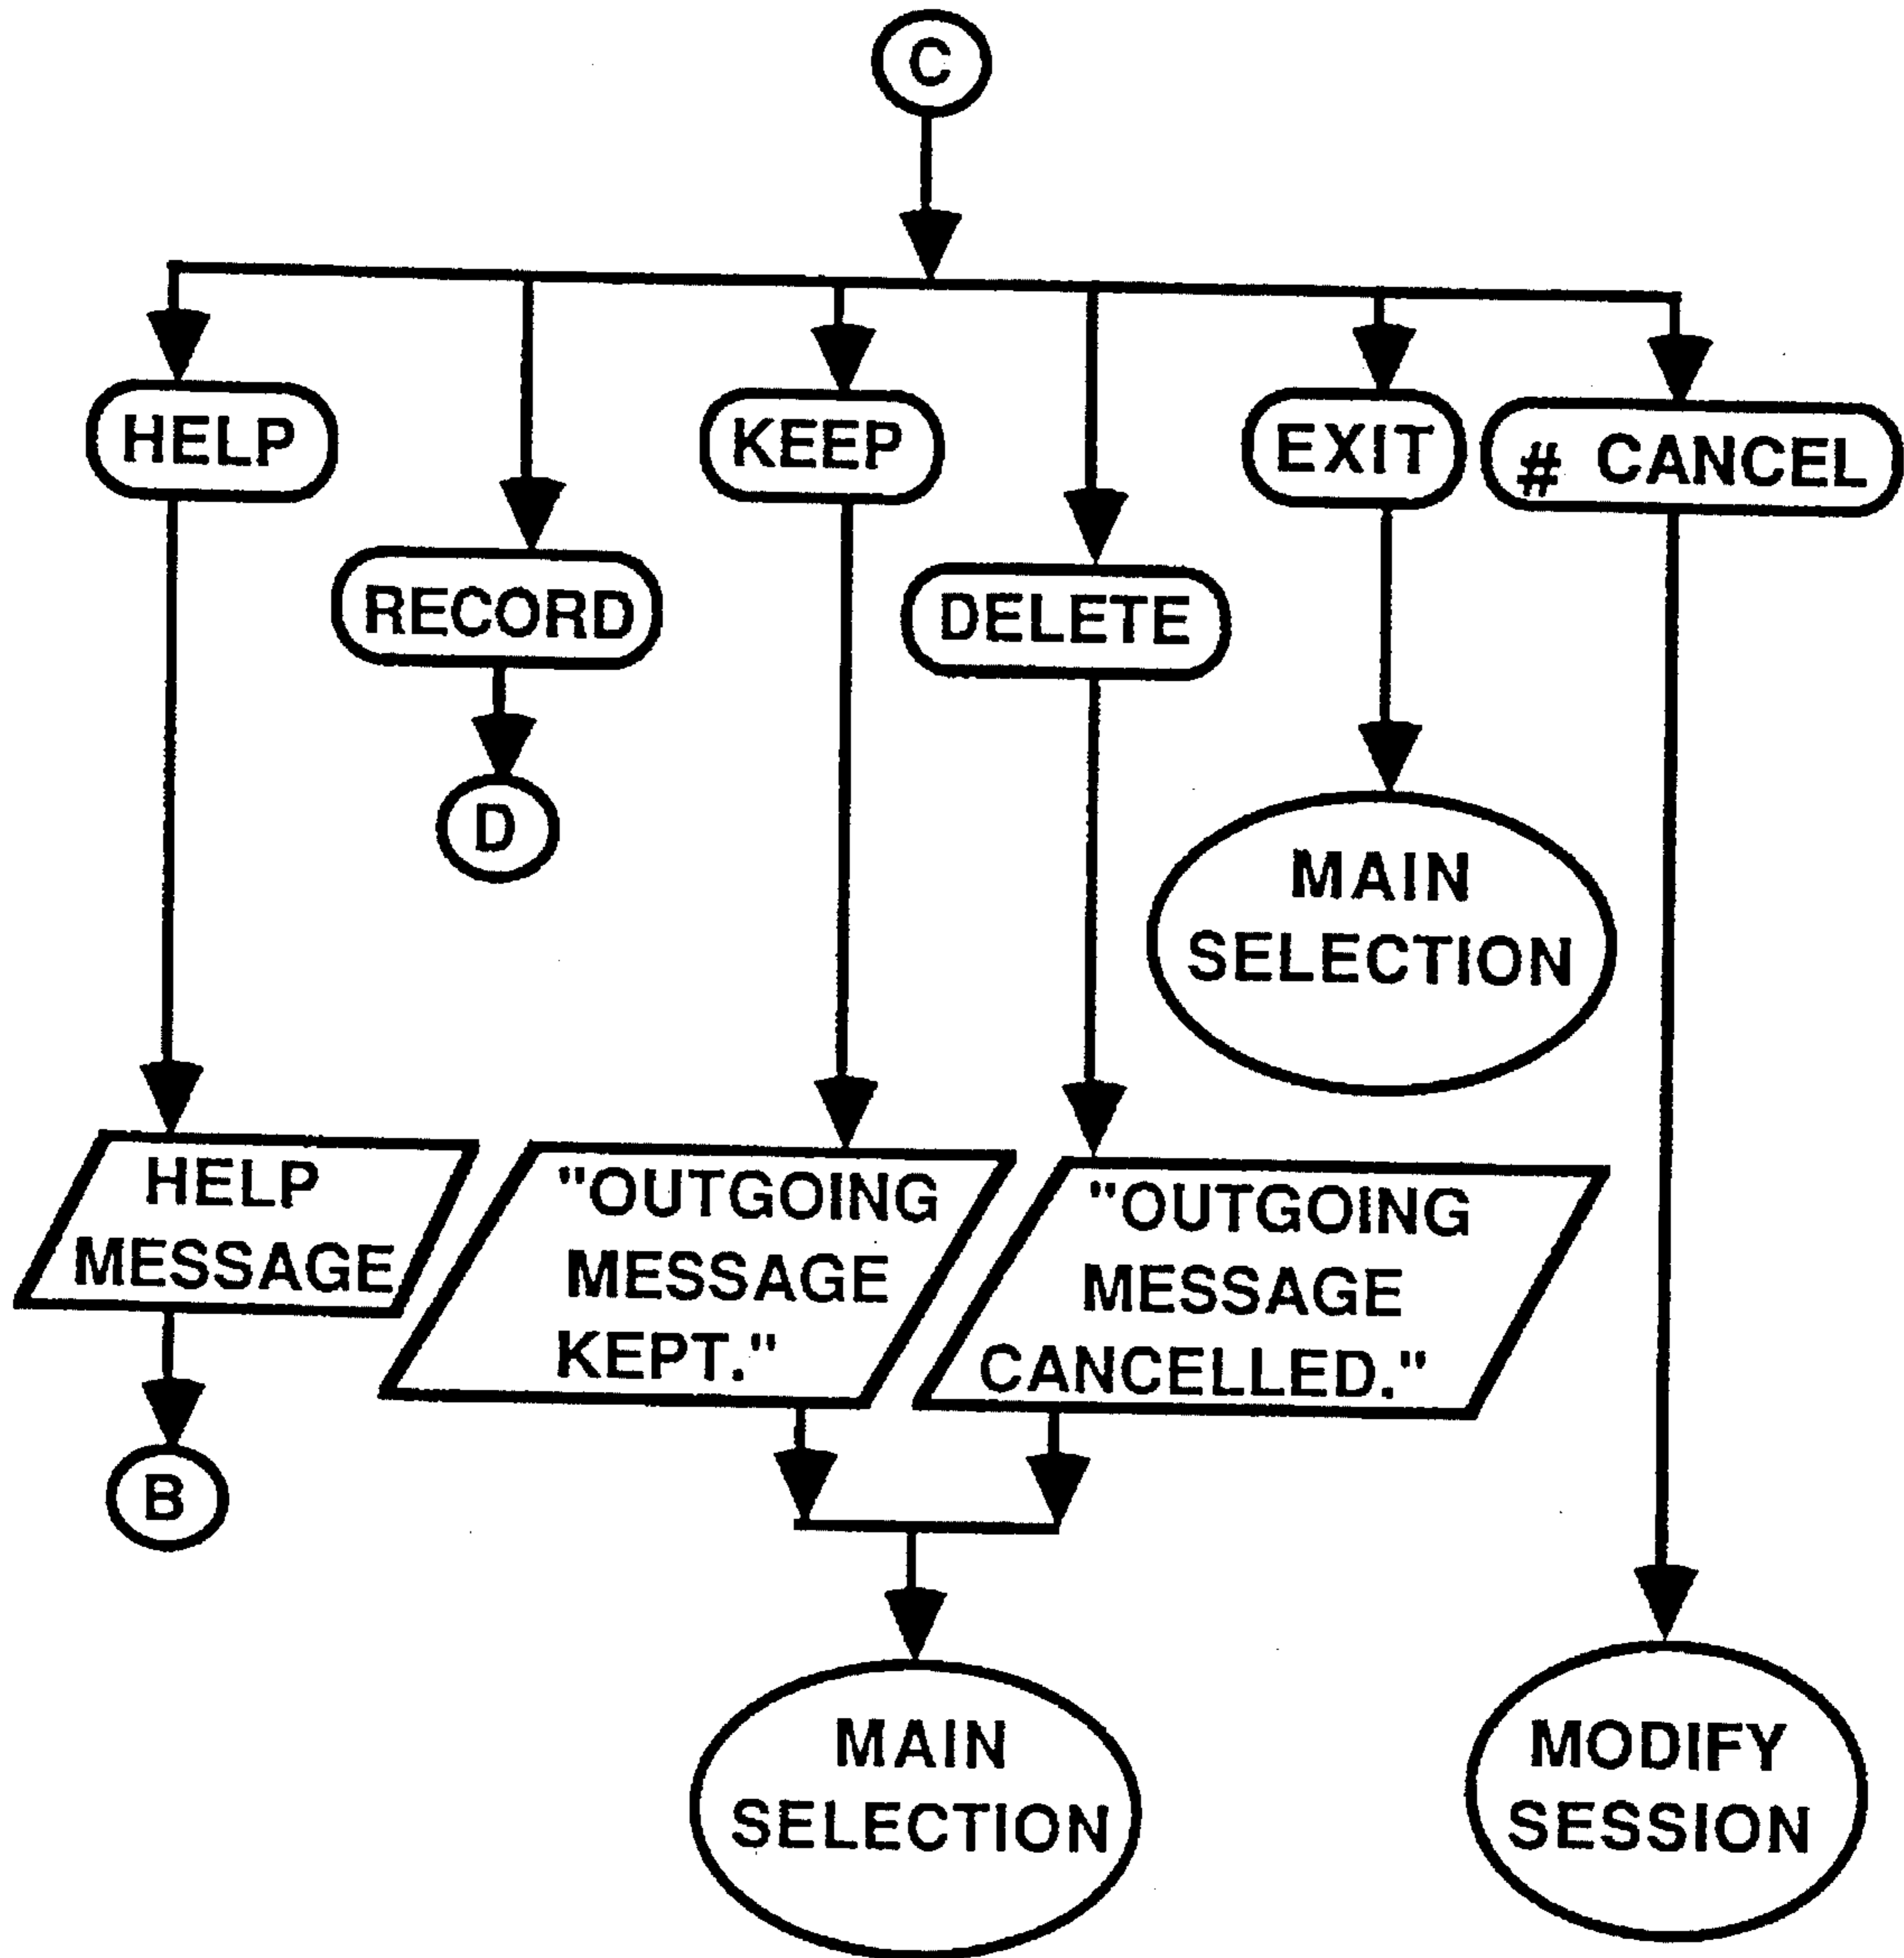 C
HELP
KEEP
EXIT
# CANCEL
RECORD
DELETE
D
MAIN
SELECTION
HELP
MESSAGE
"OUTGOING
MESSAGE
KEPT."
"OUTGOING
MESSAGE
CANCELLED."
B
MAIN
SELECTION
MODIFY
SESSION